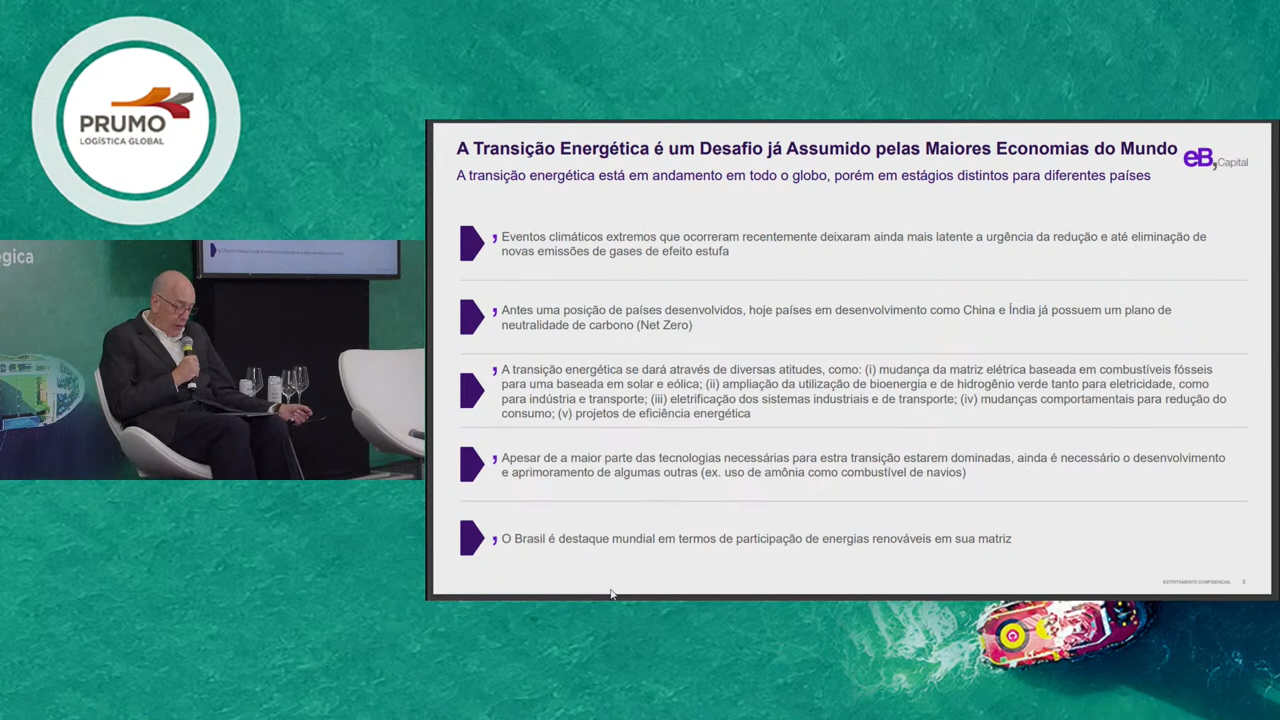 PRUMO
LOGÍSTICA GLOBAL
égica
A Transição Energética é um Desafio já Assumido pelas Maiores Economias do Mundo
eB, Capital
A transição energética está em andamento em todo o globo, porém em estágios distintos para diferentes países
Eventos climáticos extremos que ocorreram recentemente deixaram ainda mais latente a urgência da redução e até eliminação de
novas emissões de gases de efeito estufa
Antes uma posição de países desenvolvidos, hoje países em desenvolvimento como China e Índia já possuem um plano de
neutralidade de carbono (Net Zero)
A transição energética se dará através de diversas atitudes, como: (i) mudança da matriz elétrica baseada em combustíveis fósseis
para uma baseada em solar e eólica; (ii) ampliação da utilização de bioenergia e de hidrogênio verde tanto para eletricidade, como
para indústria e transporte; (iii) eletrificação dos sistemas industriais e de transporte; (iv) mudanças comportamentais para redução do
consumo; (v) projetos de eficiência energética
Apesar de a maior parte das tecnologias necessárias para estra transição estarem dominadas, ainda é necessário o desenvolvimento
e aprimoramento de algumas outras (ex. uso de amônia como combustível de navios)
O Brasil é destaque mundial em termos de participação de energias renováveis em sua matriz
ESTRITAMENTE CONFIDENCIAL 2